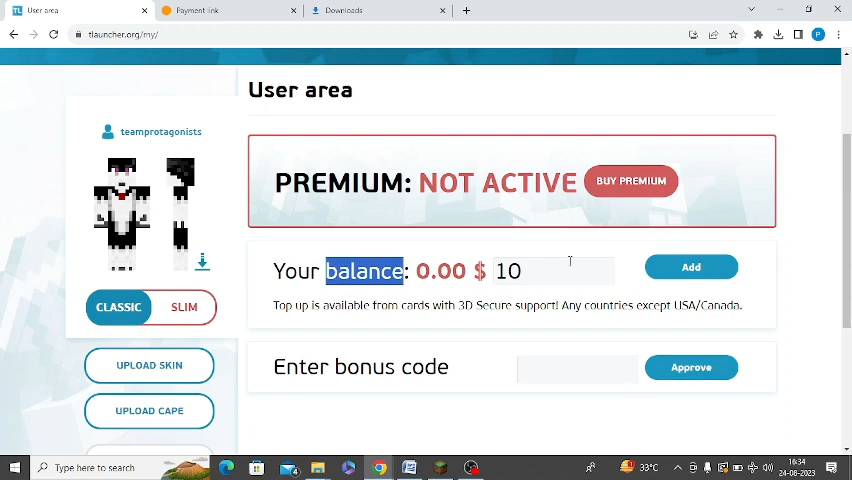 TL User area
Payment link
Downloads
tlauncher.org/my/
P
User area
teamprotagonists
PREMIUM: NOT ACTIVE
BUY PREMIUM
Your balance: 0.00 $ 10
Add
Top up is available from cards with 3D Secure support! Any countries except USA/Canada.
CLASSIC
SLIM
Enter bonus code
Approve
UPLOAD SKIN
UPLOAD CAPE
Type here to search
4
1
33°C
16:34
24-08-2023